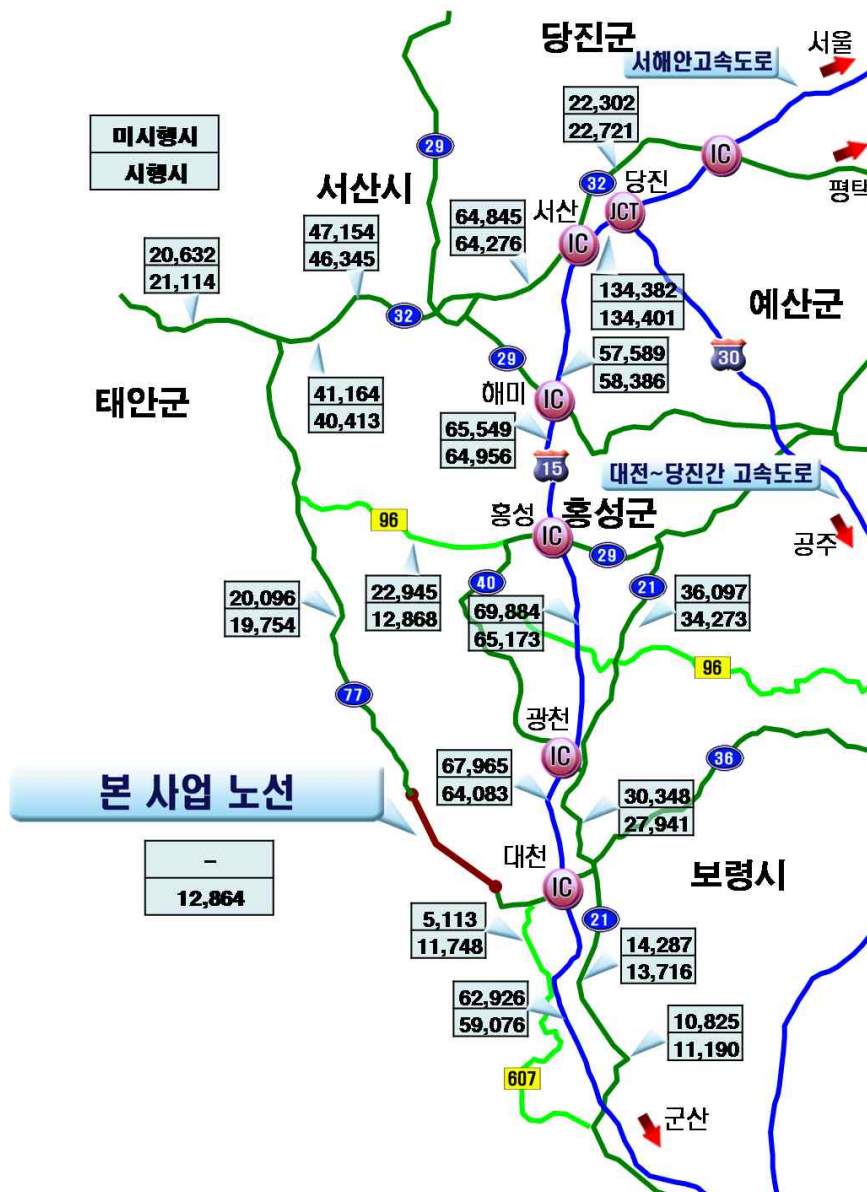 당진군
서울
서해안고속도로
22,302
22,721
미시행시
시행시
29
IC
32
당진
평택
서산시
서산
JCT
64,845
64,276
IC
47,154
46,345
20,632
21,114
134,382
134,401
예산군
32
29
57,589
58,386
30
태안군
41,164
40,413
해미
IC
65,549
64,956
15
대전~당진간 고속도로
96
홍성
홍성군
IC
29
공주
40
21
20,096
19,754
22,945
12,868
69,884
65,173
36,097
34,273
96
77
광천
IC
36
67,965
64,083
본 사업 노선
30,348
27,941
–
12,864
대천
IC
보령시
21
5,113
11,748
14,287
13,716
62,926
59,076
10,825
11,190
607
군산